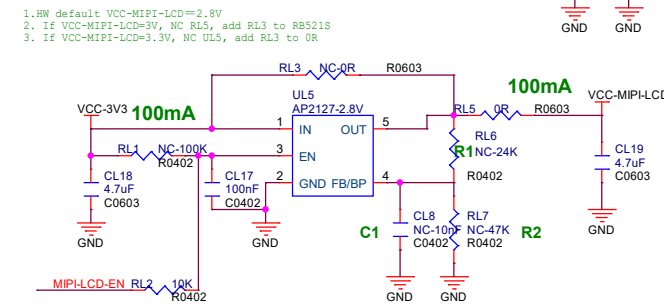 1.HW default VCC-MIPI-LCD=2.8V
2. If VCC-MIPI-LCD=3V, NC RL5, add RL3 to RB521S
3. If VCC-MIPI-LCD=3.3V, NC UL5, add RL3 to 0R
GND GND
RL3 NC-0R R0603
UL5
AP2127-2.8V
VCC-3V3 100mA
100mA
VCC-MIPI-LCD
1 IN OUT 5
RL5 0R R0603
RL6
R1 NC-24K
R0402
RL1 NC-100K
R0402
3 EN
CL18
4.7uF
C0603
CL17
100nF
C0402
2 GND FB/BP 4
CL19
4.7uF
C0603
C1
CL8
NC-10nF
C0402
RL7
NC-47K
R0402
R2
GND GND GND
MIPI-LCD-EN RL2 10K
R0402
GND GND